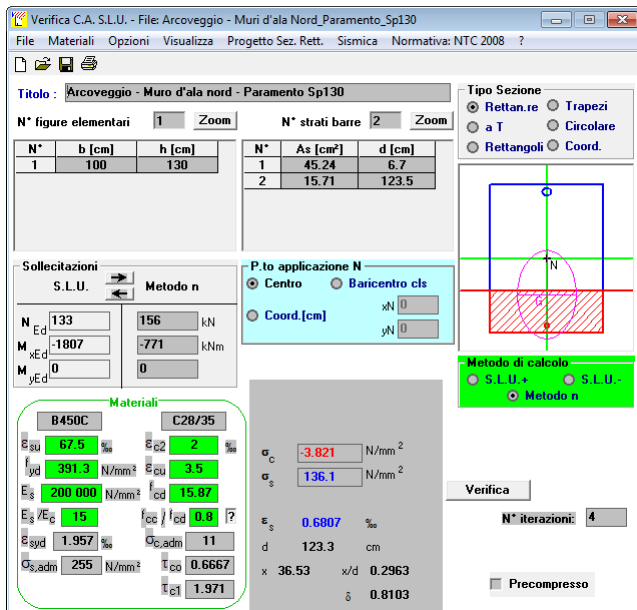 Verifica C.A. S.L.U. - File: Arcoveggio - Muri d'ala Nord_Paramento_Sp130
File Materiali Opzioni Visualizza Progetto Sez. Rett. Sismica Normativa: NTC 2008 ?
Titolo : Arcoveggio - Muro d'ala nord - Paramento Sp130
N° figure elementari 1 Zoom N° strati barre 2 Zoom
N° b [cm] h [cm]
1 100 130
N° As [cm²] d [cm]
1 45.24 6.7
2 15.71 123.5
Tipo Sezione
Rettan.re Trapezi
a T Circolare
Rettangoli Coord.
N
G
Sollecitazioni
S.L.U. Metodo n
N Ed 133 156 kN
M xEd -1807 -771 kNm
M yEd 0 0
P.to applicazione N
Centro Baricentro cls
Coord.[cm] xN 0
yN 0
Metodo di calcolo
S.L.U.+ S.L.U.-
Metodo n
Materiali
B450C C28/35
εsu 67.5 ‰ εc2 2 ‰
fyd 391.3 N/mm² εcu 3.5
Es 200 000 N/mm² fcd 15.87
Es/Ec 15 fcc / fcd 0.8 ?
εsyd 1.957 ‰ σc,adm 11
σs,adm 255 N/mm² τco 0.6667
τc1 1.971
σc -3.821 N/mm²
σs 136.1 N/mm²
εs 0.6807 ‰
d 123.3 cm
x 36.53 x/d 0.2963
δ 0.8103
Verifica
N° iterazioni: 4
Precompresso